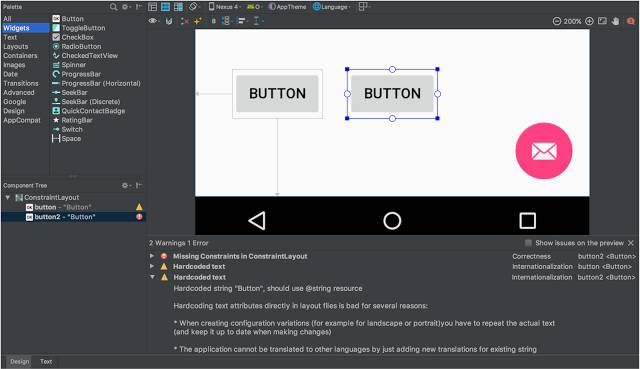 Palette
All
Widgets
Text
Layouts
Containers
Images
Date
Transitions
Advanced
Google
Design
AppCompat
Button
ToggleButton
CheckBox
RadioButton
CheckedTextView
Spinner
ProgressBar
ProgressBar (Horizontal)
SeekBar
SeekBar (Discrete)
QuickContactBadge
RatingBar
Switch
Space
Nexus 4
AppTheme
Language
8
200%
BUTTON
BUTTON
Component Tree
ConstraintLayout
button - "Button"
button2 - "Button"
2 Warnings 1 Error
Show issues on the preview
Missing Constraints in ConstraintLayout Correctness button2 <Button>
Hardcoded text Internationalization button <Button>
Hardcoded text Internationalization button2 <Button>
Hardcoded string "Button", should use @string resource
Hardcoding text attributes directly in layout files is bad for several reasons:
* When creating configuration variations (for example for landscape or portrait)you have to repeat the actual text
(and keep it up to date when making changes)
* The application cannot be translated to other languages by just adding new translations for existing string
Design Text